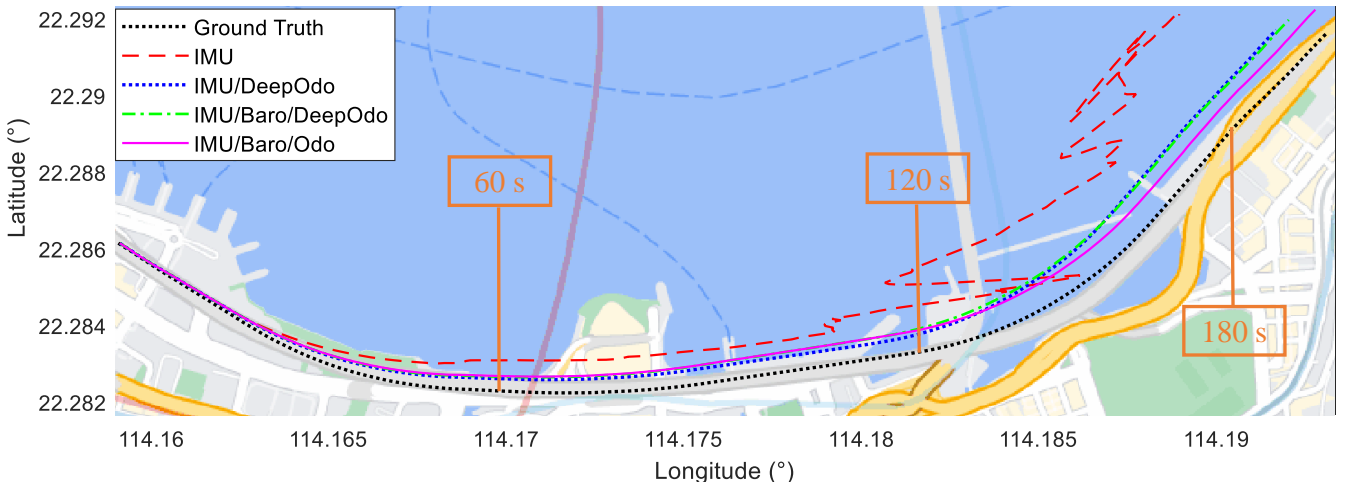 22.292
22.29
22.288
22.286
22.284
22.282
Latitude (°)
Ground Truth
IMU
IMU/DeepOdo
IMU/Baro/DeepOdo
IMU/Baro/Odo
60 s
120 s
180 s
114.16
114.165
114.17
114.175
114.18
114.185
114.19
Longitude (°)